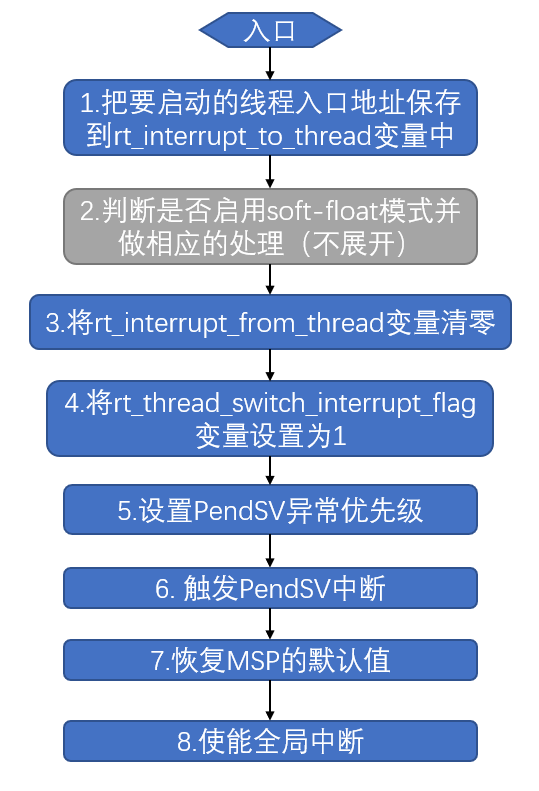 入口
1.把要启动的线程入口地址保存
到rt_interrupt_to_thread变量中
2.判断是否启用soft-float模式并
做相应的处理（不展开）
3.将rt_interrupt_from_thread变量清零
4.将rt_thread_switch_interrupt_flag
变量设置为1
5.设置PendSV异常优先级
6. 触发PendSV中断
7.恢复MSP的默认值
8.使能全局中断